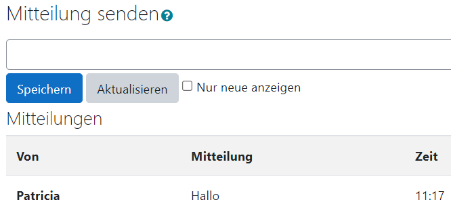 Mitteilung senden?
Speichern Aktualisieren Nur neue anzeigen
Mitteilungen
Von Mitteilung Zeit
Patricia Hallo 11:17